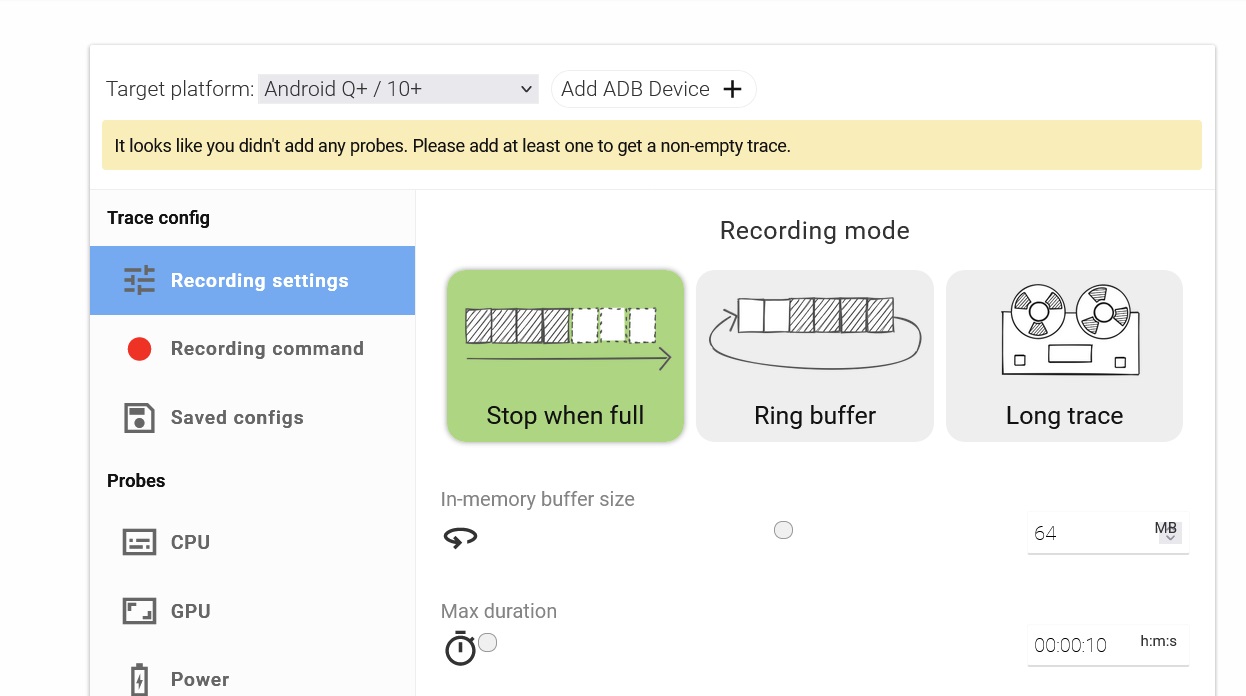 Target platform: Android Q+ / 10+ Add ADB Device
It looks like you didn't add any probes. Please add at least one to get a non-empty trace.
Trace config
Recording settings
Recording command
Saved configs
Probes
CPU
GPU
Power
Recording mode
Stop when full
Ring buffer
Long trace
In-memory buffer size
64 MB
Max duration
00:00:10 h:m:s